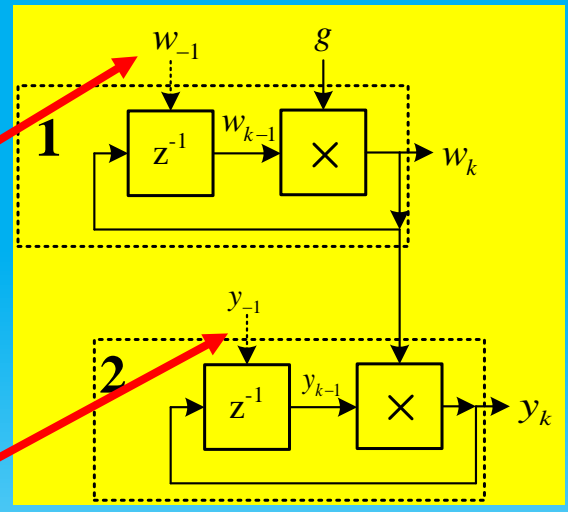 w₋₁ g
1 z⁻¹ wₖ₋₁ × wₖ
y₋₁
2 z⁻¹ yₖ₋₁ × yₖ